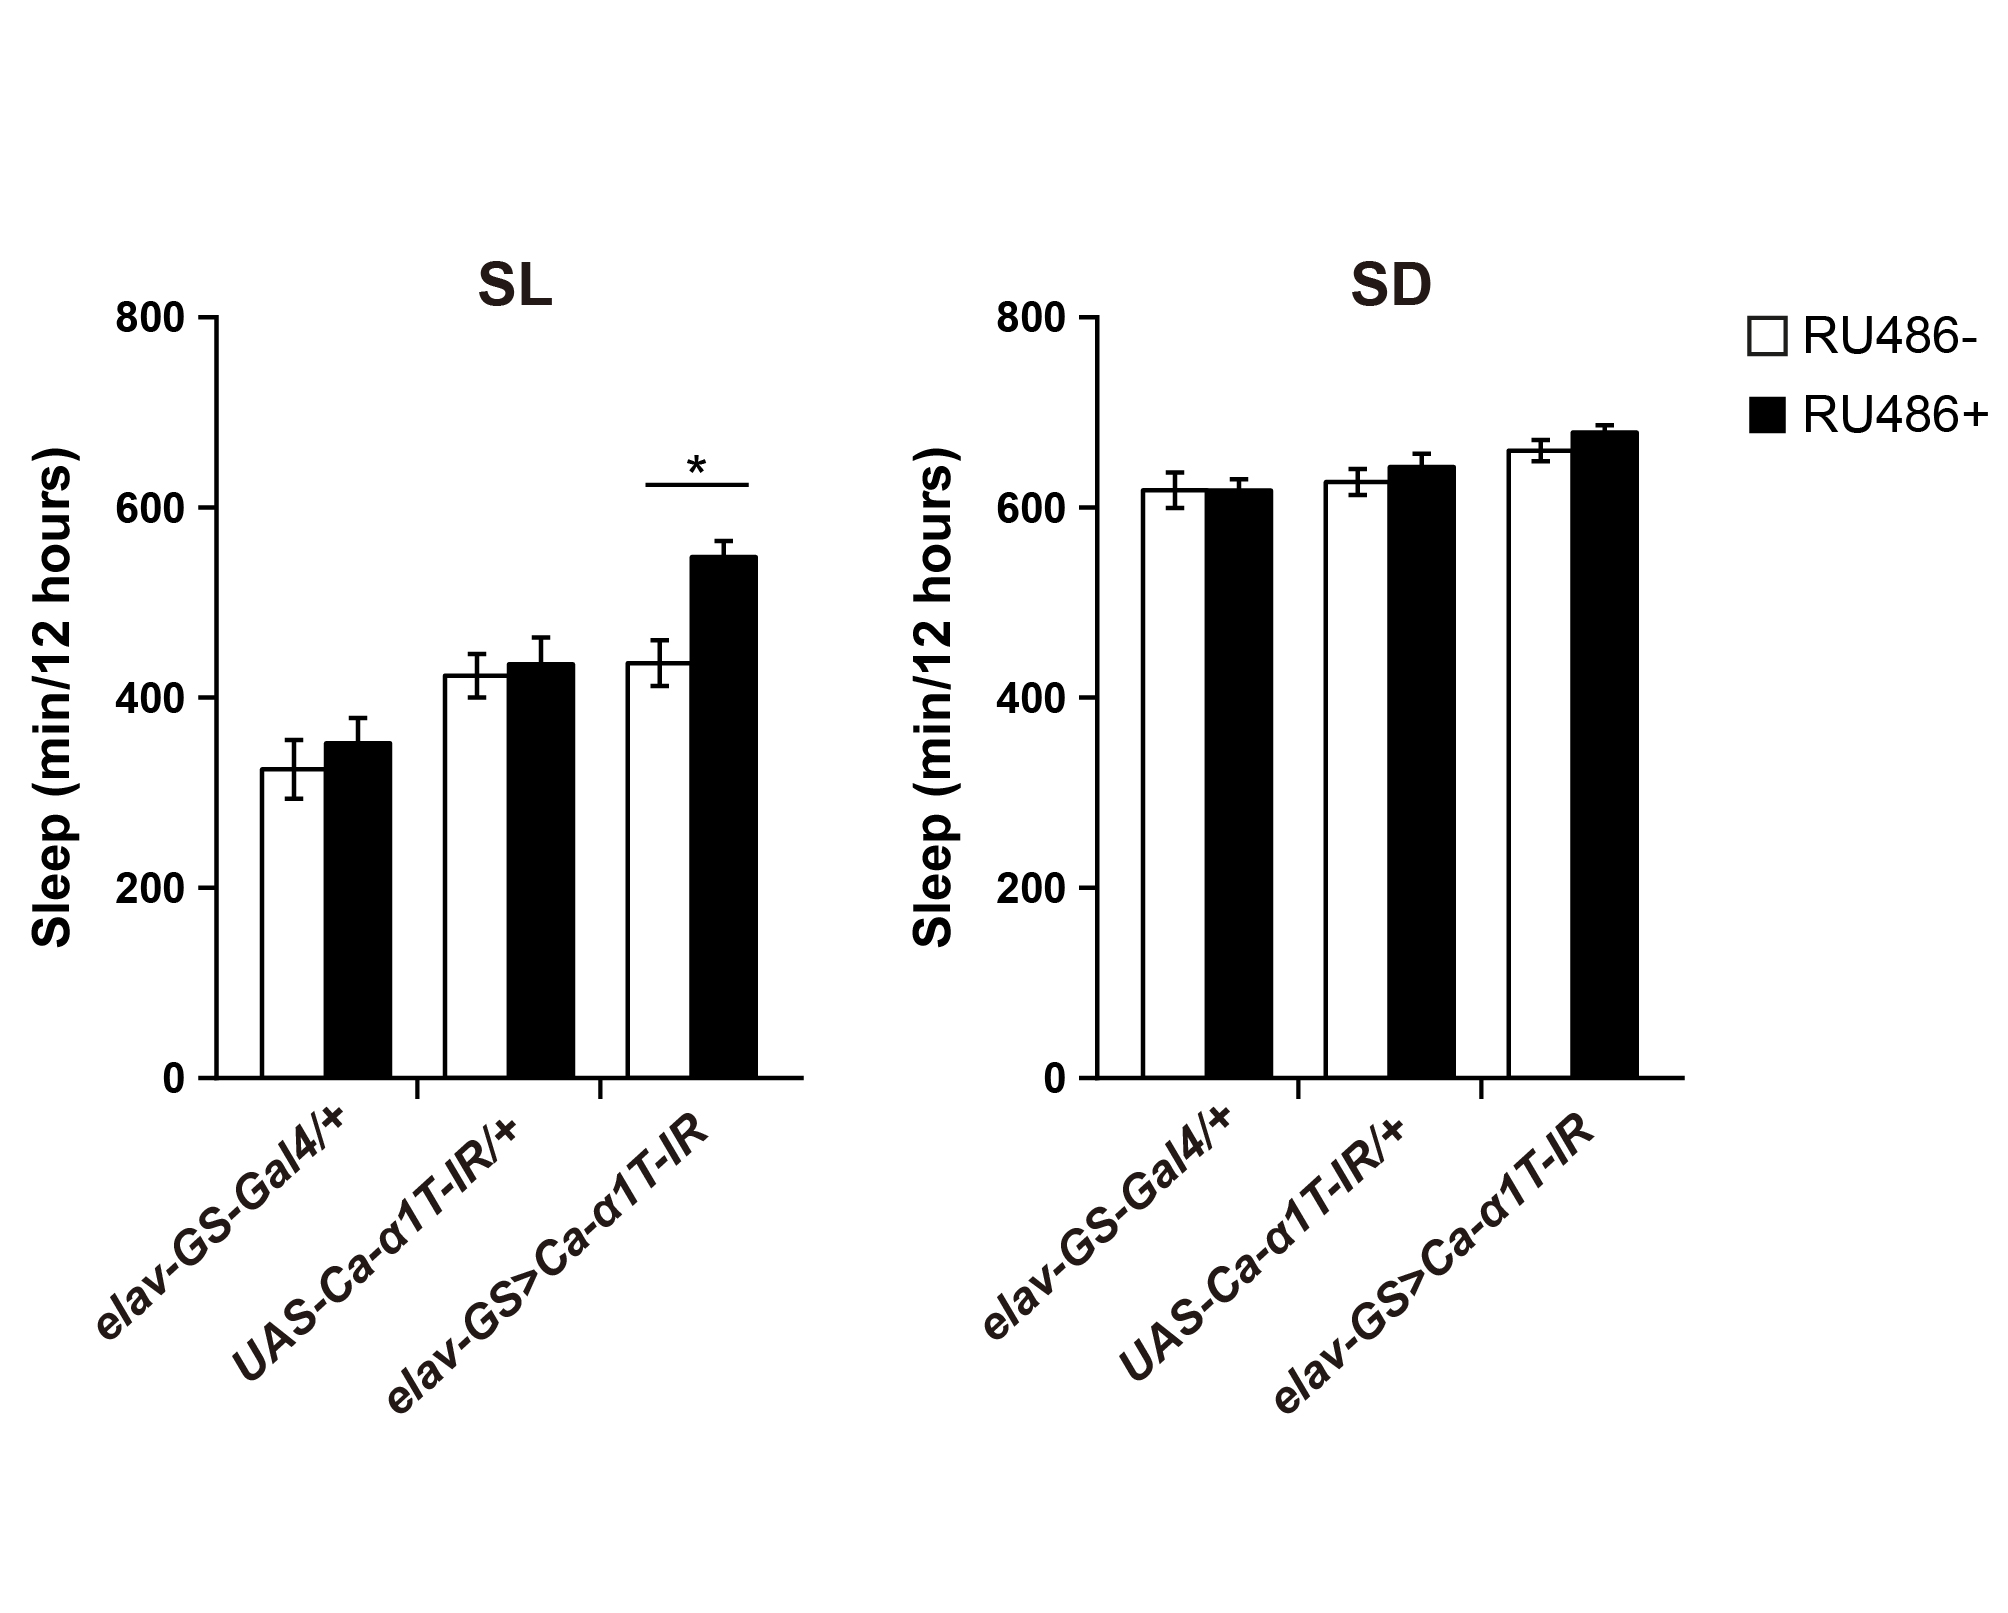 SL
800
600
400
200
0
Sleep (min/12 hours)
*
elav-GS-Gal4/+
UAS-Ca-α1T-IR/+
elav-GS>Ca-α1T-IR
SD
800
600
400
200
0
Sleep (min/12 hours)
elav-GS-Gal4/+
UAS-Ca-α1T-IR/+
elav-GS>Ca-α1T-IR
RU486-
RU486+